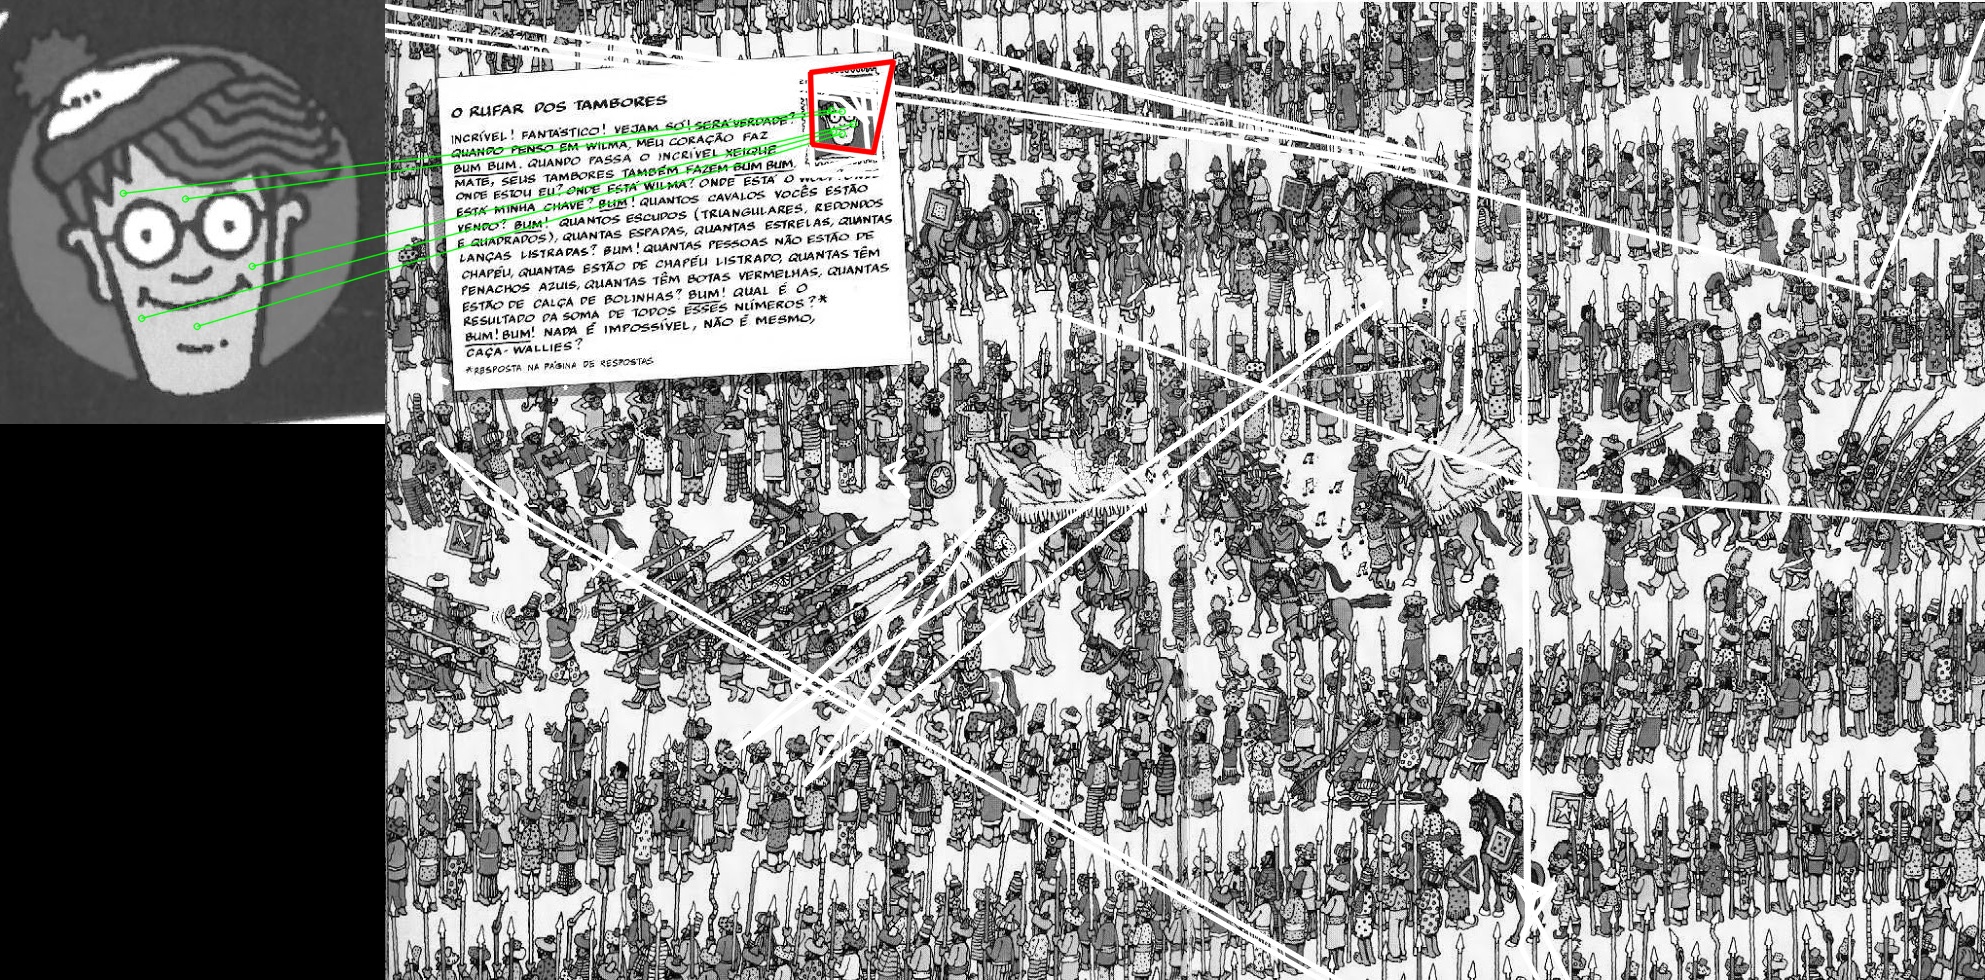 O RUFAR DOS TAMBORES
INCRÍVEL! FANTÁSTICO! VEJAM SÓ! SERÁ VERDADE?
QUANDO PENSO EM WILMA, MEU CORAÇÃO FAZ
BUM BUM. QUANDO PASSA O INCRÍVEL XEIQUE
MATE, SEUS TAMBORES TAMBÉM FAZEM BUM BUM.
ONDE ESTOU EU? ONDE ESTÁ WILMA? ONDE ESTÁ O
ESTÁ MINHA CHAVE? BUM! QUANTOS CAVALOS VOCÊS ESTÃO
VENDO? BUM! QUANTOS ESCUDOS (TRIANGULARES, REDONDOS
E QUADRADOS), QUANTAS ESPADAS, QUANTAS ESTRELAS, QUANTAS
LANÇAS LISTRADAS? BUM! QUANTAS PESSOAS NÃO ESTÃO DE
CHAPÉU, QUANTAS ESTÃO DE CHAPÉU LISTRADO, QUANTAS TÊM
PENACHOS AZUIS, QUANTAS TÊM BOTAS VERMELHAS, QUANTAS
ESTÃO DE CALÇA DE BOLINHAS? BUM! QUAL É O
RESULTADO DA SOMA DE TODOS ESSES NÚMEROS?*
BUM! BUM! NADA É IMPOSSÍVEL, NÃO É MESMO,
CAÇA-WALLIES?
*RESPOSTA NA PÁGINA DE RESPOSTAS